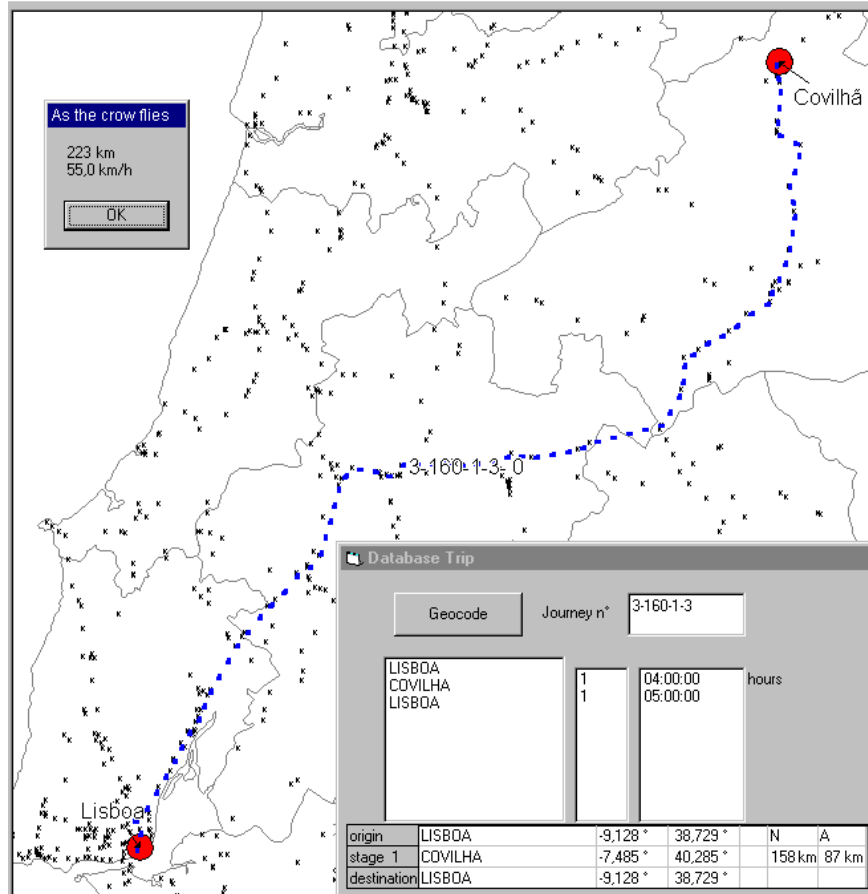 Covilhã
As the crow flies
223 km
55,0 km/h
OK
3-160-1-3- 0
Database Trip
Geocode
Journey n°
3-160-1-3
LISBOA
COVILHA
LISBOA
1
1
04:00:00
05:00:00
hours
Lisboa
origin LISBOA -9,128 ° 38,729 ° N A
stage 1 COVILHA -7,485 ° 40,285 ° 158 km 87 km
destination LISBOA -9,128 ° 38,729 °